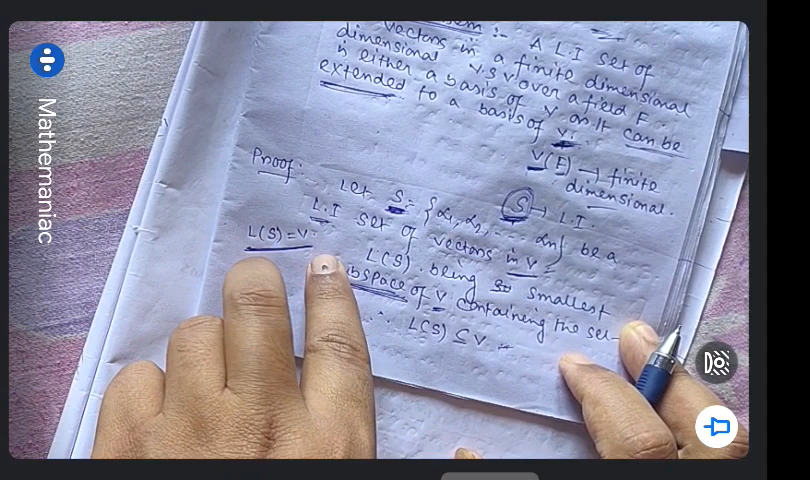 :- A L.I set of
vectors in a finite dimensional
dimensional v.s V over a field F.
is either a basis of V or It can be
extended to a basis of V.
V(F) → finite
dimensional.
S → L.I.
Proof:
Let S = {α1, α2, ... αn} be a
L.I set of vectors in V.
L(S)=V.
L(S) being smallest
subspace of V containing the set
∴ L(S) ⊆ V
Mathemaniac